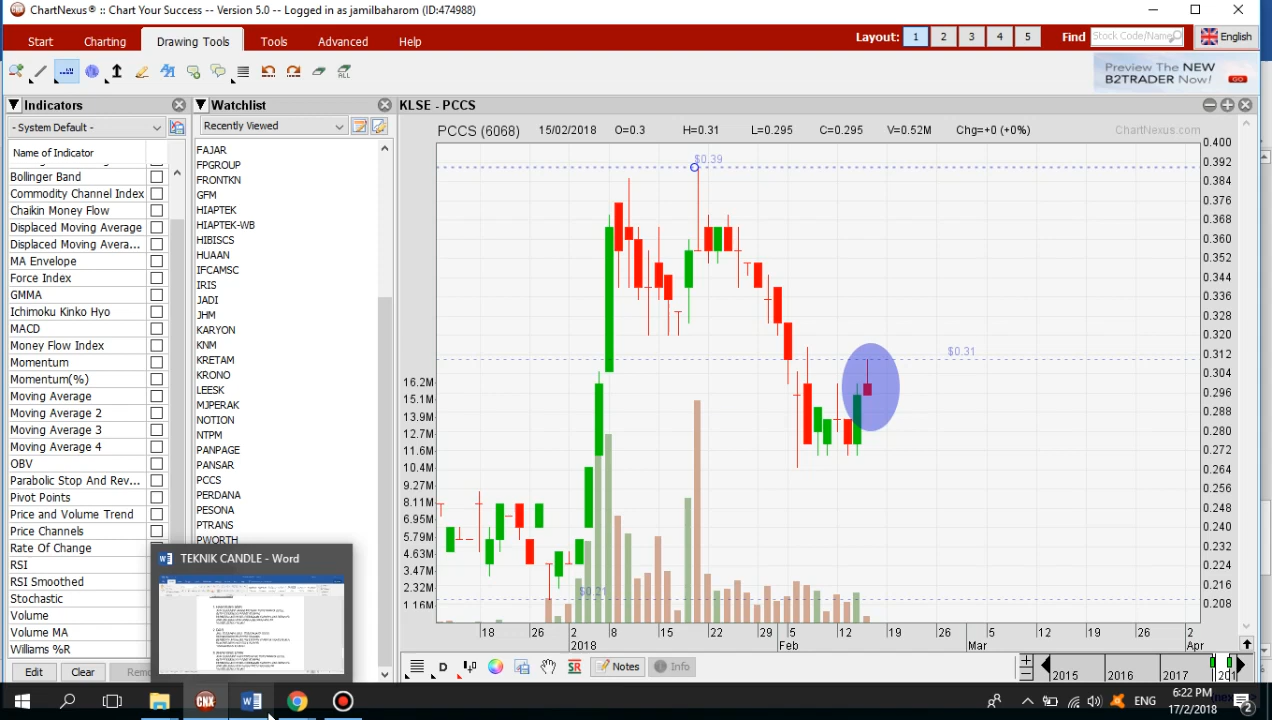 ChartNexus ® :: Chart Your Success -- Version 5.0 -- Logged in as jamilbaharom (ID:474988)
Start Charting Drawing Tools Tools Advanced Help
Layout: 1 2 3 4 5 Find Stock Code/Name English
ALL
Preview The NEW
B2TRADER Now! GO
Indicators
- System Default -
Name of Indicator
Bollinger Band
Commodity Channel Index
Chaikin Money Flow
Displaced Moving Average
Displaced Moving Avera...
MA Envelope
Force Index
GMMA
Ichimoku Kinko Hyo
MACD
Money Flow Index
Momentum
Momentum(%)
Moving Average
Moving Average 2
Moving Average 3
Moving Average 4
OBV
Parabolic Stop And Rev...
Pivot Points
Price and Volume Trend
Price Channels
Rate Of Change
RSI
RSI Smoothed
Stochastic
Volume
Volume MA
Williams %R
Edit Clear
Watchlist
Recently Viewed
FAJAR
FPGROUP
FRONTKN
GFM
HIAPTEK
HIAPTEK-WB
HIBISCS
HUAAN
IFCAMSC
IRIS
JADI
JHM
KARYON
KNM
KRETAM
KRONO
LEESK
MJPERAK
NOTION
NTPM
PANPAGE
PANSAR
PCCS
PERDANA
PESONA
PTRANS
PWORTH
TEKNIK CANDLE - Word
KLSE - PCCS
PCCS (6068) 15/02/2018 O=0.3 H=0.31 L=0.295 C=0.295 V=0.52M Chg=+0 (+0%) ChartNexus.com
$0.39
$0.31
$0.21
0.400
0.392
0.384
0.376
0.368
0.360
0.352
0.344
0.336
0.328
0.320
0.312
0.304
0.296
0.288
0.280
0.272
0.264
0.256
0.248
0.240
0.232
0.224
0.216
0.208
16.2M
15.1M
13.9M
12.7M
11.6M
10.4M
9.27M
8.11M
6.95M
5.79M
4.63M
3.47M
2.32M
1.16M
18 26 2 8 15 22 29 5 12 19 26 5 12 19 26 2
2018 Feb Mar Apr
D SR Notes Info
2015 2016 2017 201
CNX W ENG
6:22 PM
17/2/2018
2